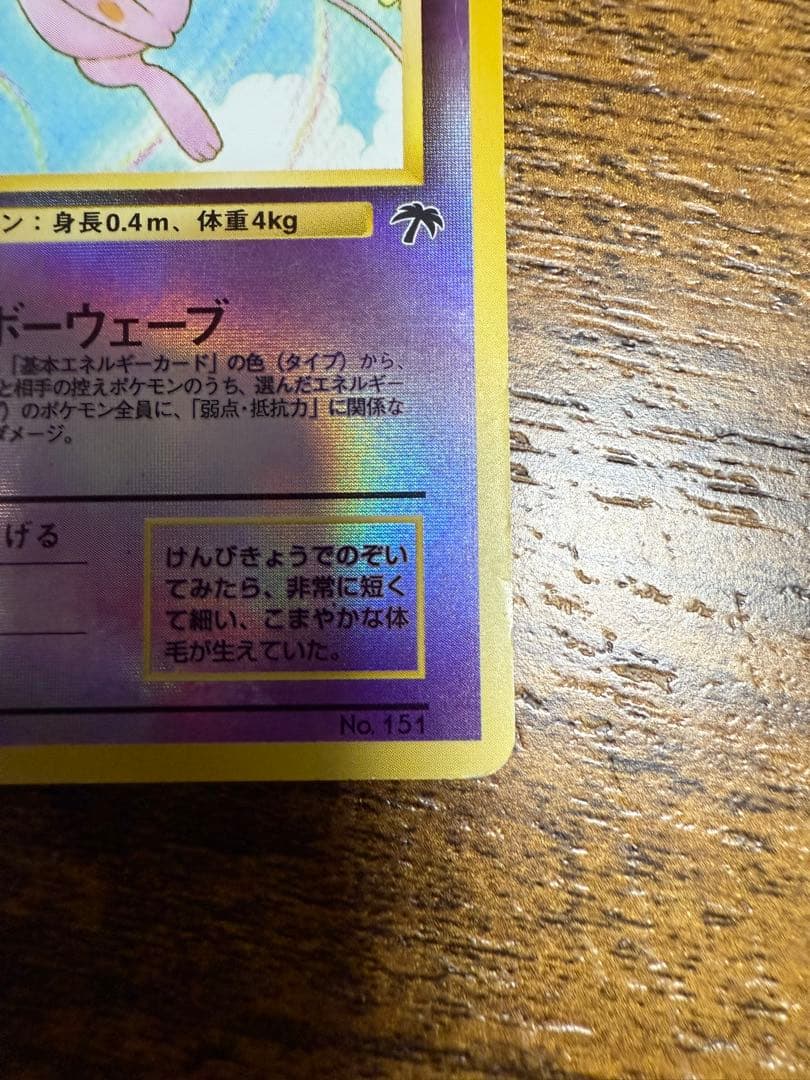 ン：身長0.4m、体重4kg
ボーウェーブ
「基本エネルギーカード」の色（タイプ）から、
と相手の控えポケモンのうち、選んだエネルギー
）のポケモン全員に、「弱点・抵抗力」に関係な
ダメージ。
げる
けんびきょうでのぞい
てみたら、非常に短く
て細い、こまやかな体
毛が生えていた。
No. 151